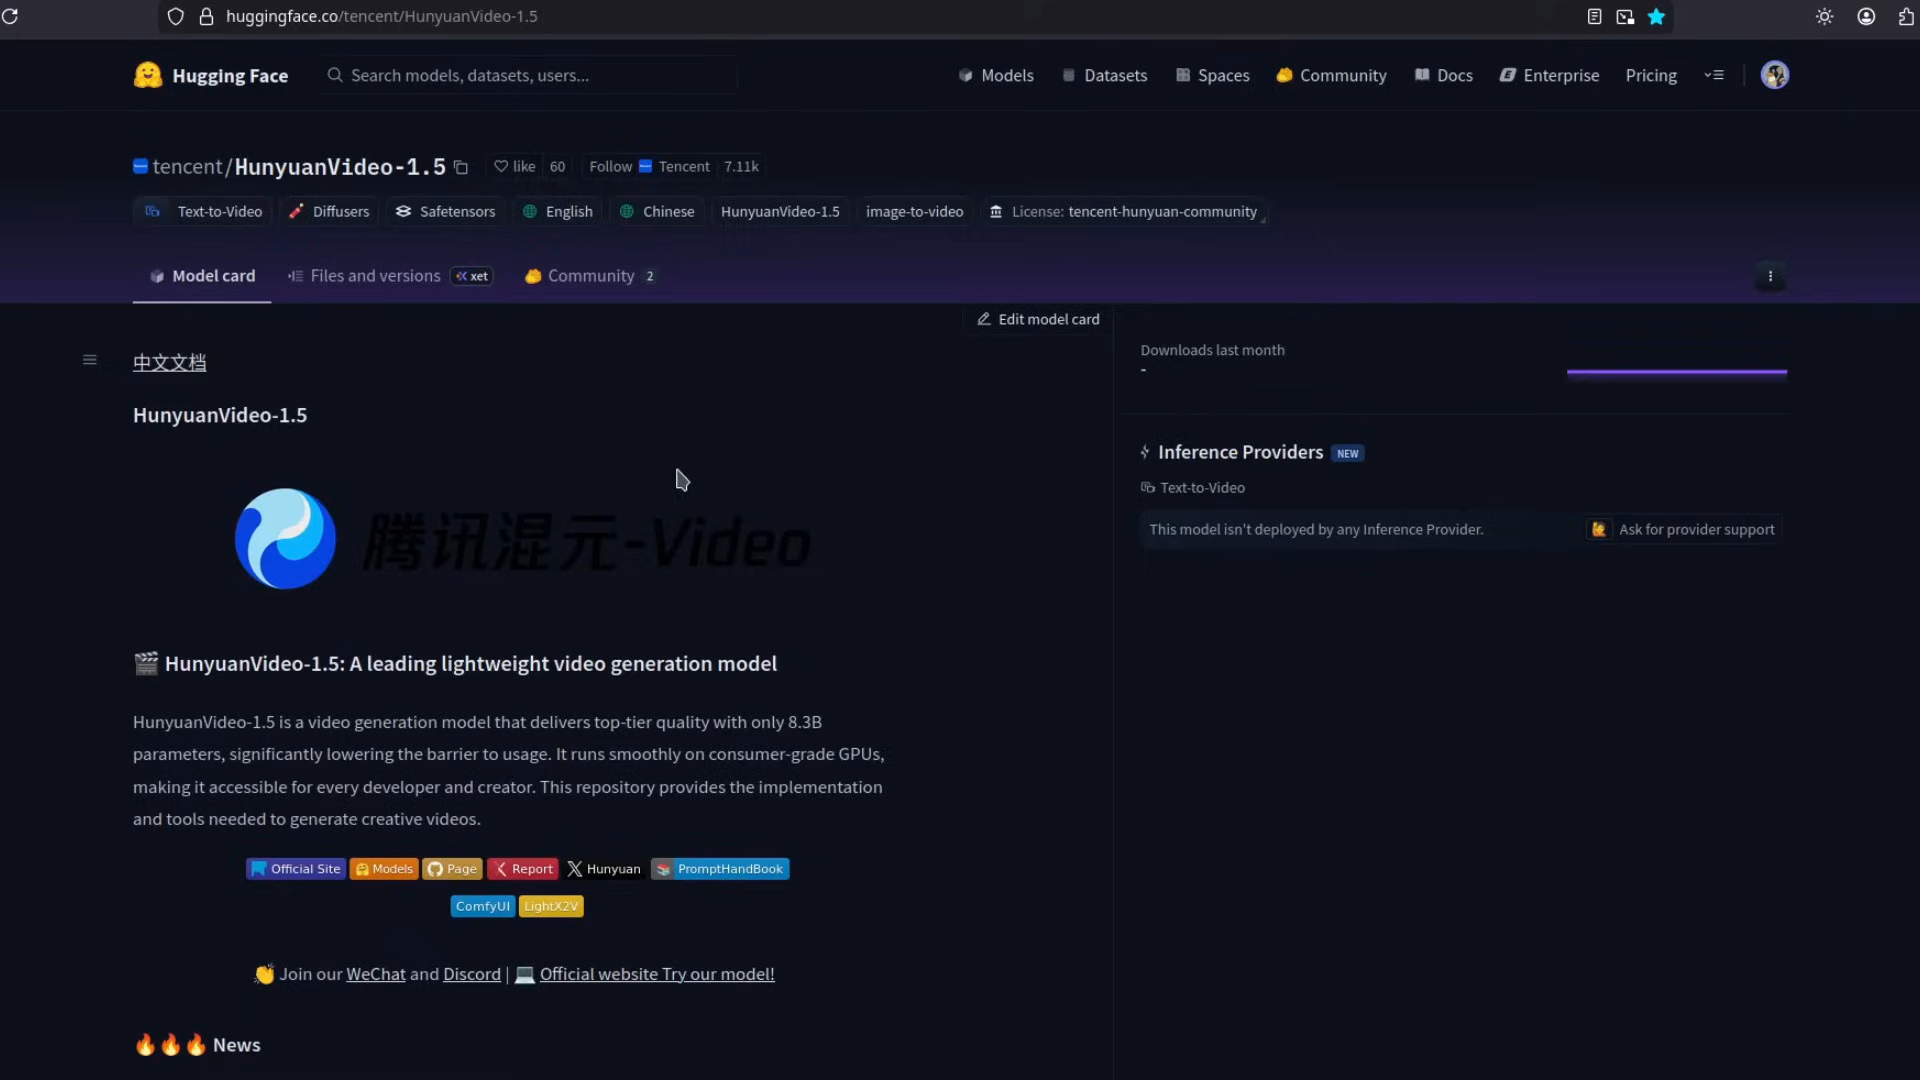 huggingface.co/tencent/HunyuanVideo-1.5
Hugging Face
Search models, datasets, users...
Models
Datasets
Spaces
Community
Docs
Enterprise
Pricing
tencent/HunyuanVideo-1.5
like 60
Follow Tencent 7.11k
Text-to-Video
Diffusers
Safetensors
English
Chinese
HunyuanVideo-1.5
image-to-video
License: tencent-hunyuan-community
Model card
Files and versions
xet
Community 2
Edit model card
中文文档
HunyuanVideo-1.5
腾讯混元-Video
🎬 HunyuanVideo-1.5: A leading lightweight video generation model
HunyuanVideo-1.5 is a video generation model that delivers top-tier quality with only 8.3B
parameters, significantly lowering the barrier to usage. It runs smoothly on consumer-grade GPUs,
making it accessible for every developer and creator. This repository provides the implementation
and tools needed to generate creative videos.
Official Site
Models
Page
Report
Hunyuan
PromptHandBook
ComfyUI
LightX2V
👏 Join our WeChat and Discord | 💻 Official website Try our model!
🔥🔥🔥 News
Downloads last month
-
Inference Providers NEW
Text-to-Video
This model isn't deployed by any Inference Provider.
🙋 Ask for provider support